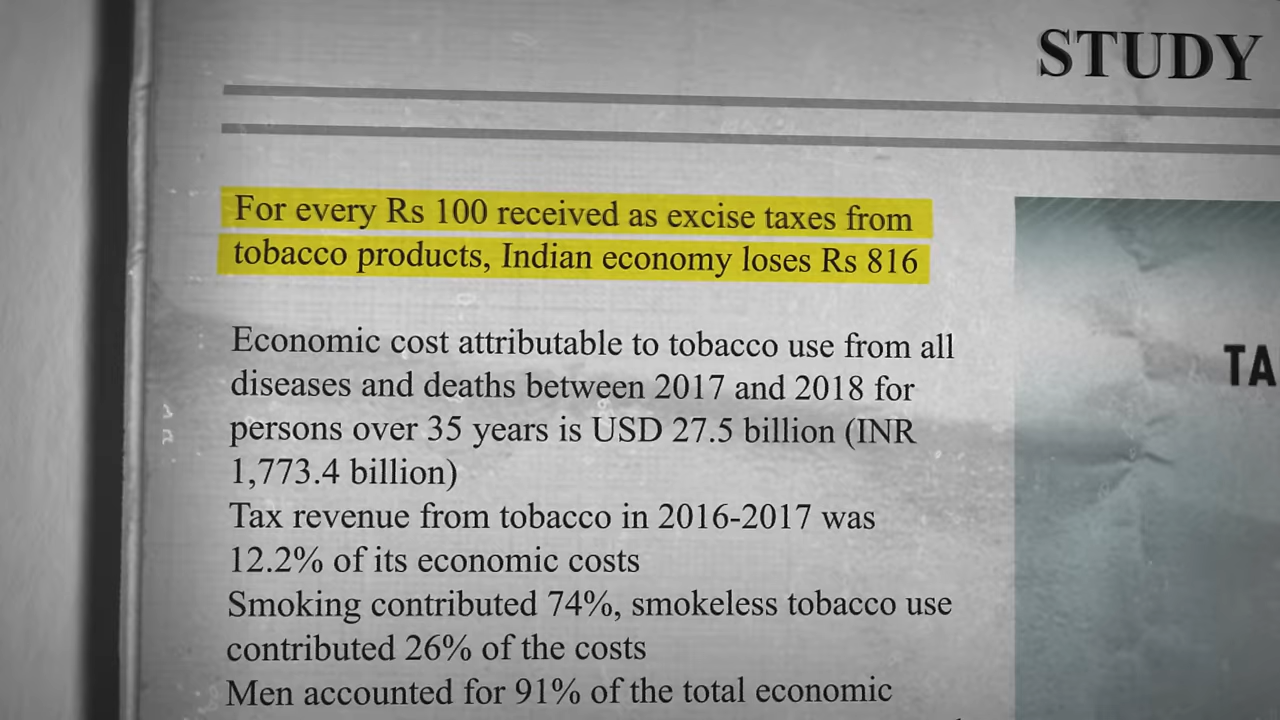 STUDY
For every Rs 100 received as excise taxes from
tobacco products, Indian economy loses Rs 816
Economic cost attributable to tobacco use from all
diseases and deaths between 2017 and 2018 for
persons over 35 years is USD 27.5 billion (INR
1,773.4 billion)
Tax revenue from tobacco in 2016-2017 was
12.2% of its economic costs
Smoking contributed 74%, smokeless tobacco use
contributed 26% of the costs
Men accounted for 91% of the total economic
TA